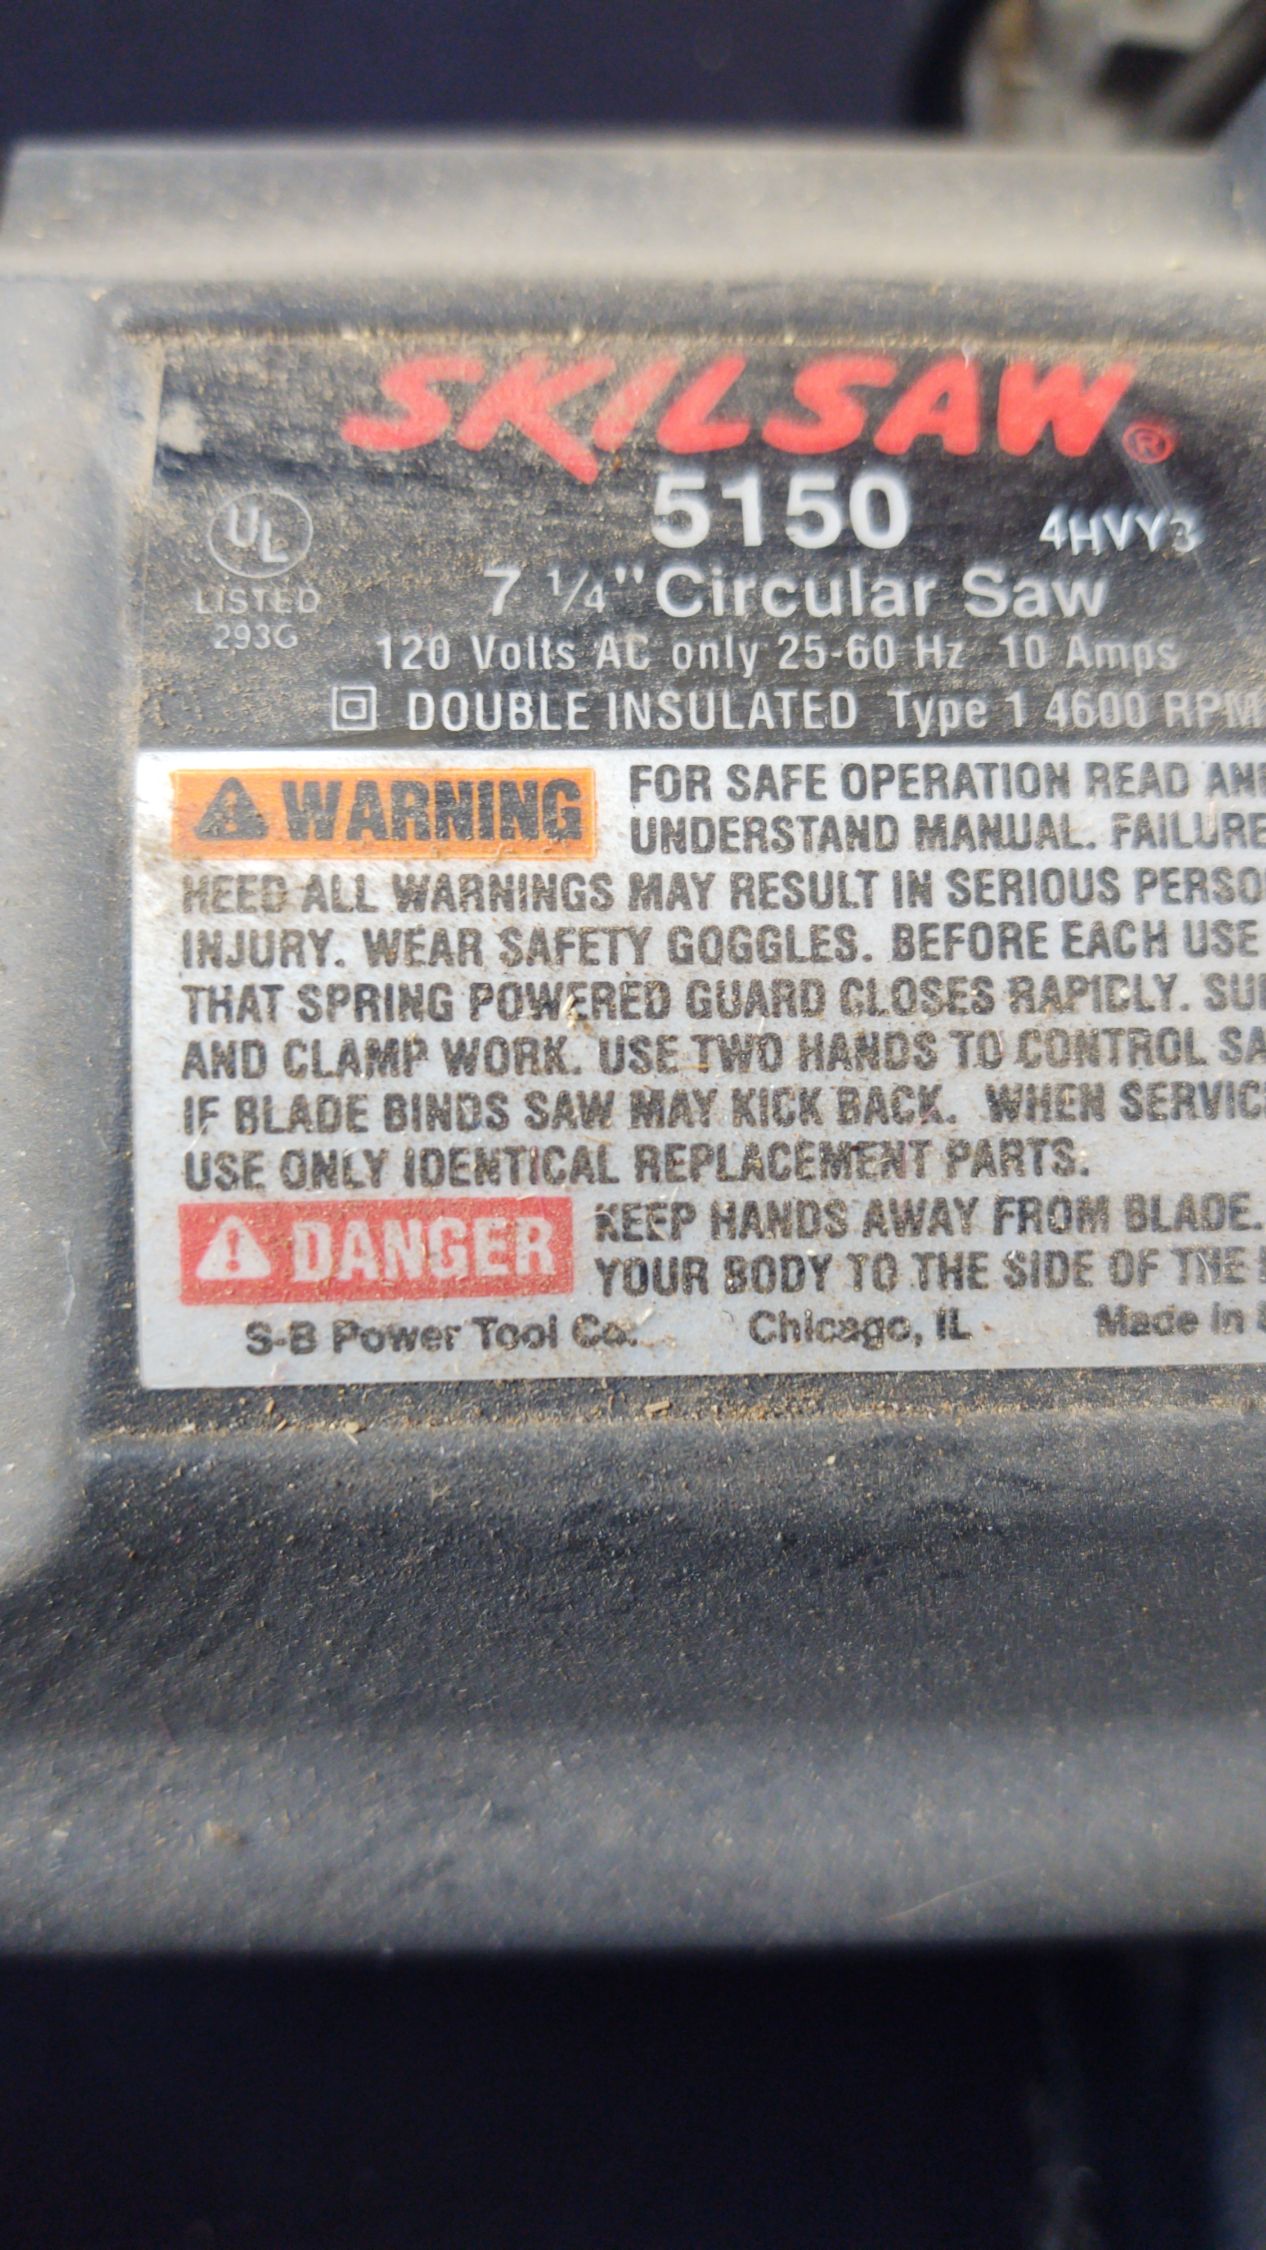 SKILSAW®
5150 4HVY3
UL
LISTED
293G
7 1/4" Circular Saw
120 Volts AC only 25-60 Hz 10 Amps
DOUBLE INSULATED Type 1 4600 RPM
WARNING FOR SAFE OPERATION READ
UNDERSTAND MANUAL. FAILURE
HEED ALL WARNINGS MAY RESULT IN SERIOUS
INJURY. WEAR SAFETY GOGGLES. BEFORE EACH USE
THAT SPRING POWERED GUARD CLOSES RAPIDLY.
AND CLAMP WORK. USE TWO HANDS TO CONTROL
IF BLADE BINDS SAW MAY KICK BACK. WHEN
USE ONLY IDENTICAL REPLACEMENT PARTS.
DANGER KEEP HANDS AWAY FROM BLADE.
YOUR BODY TO THE SIDE OF THE
S-B Power Tool Co. Chicago, IL Made in